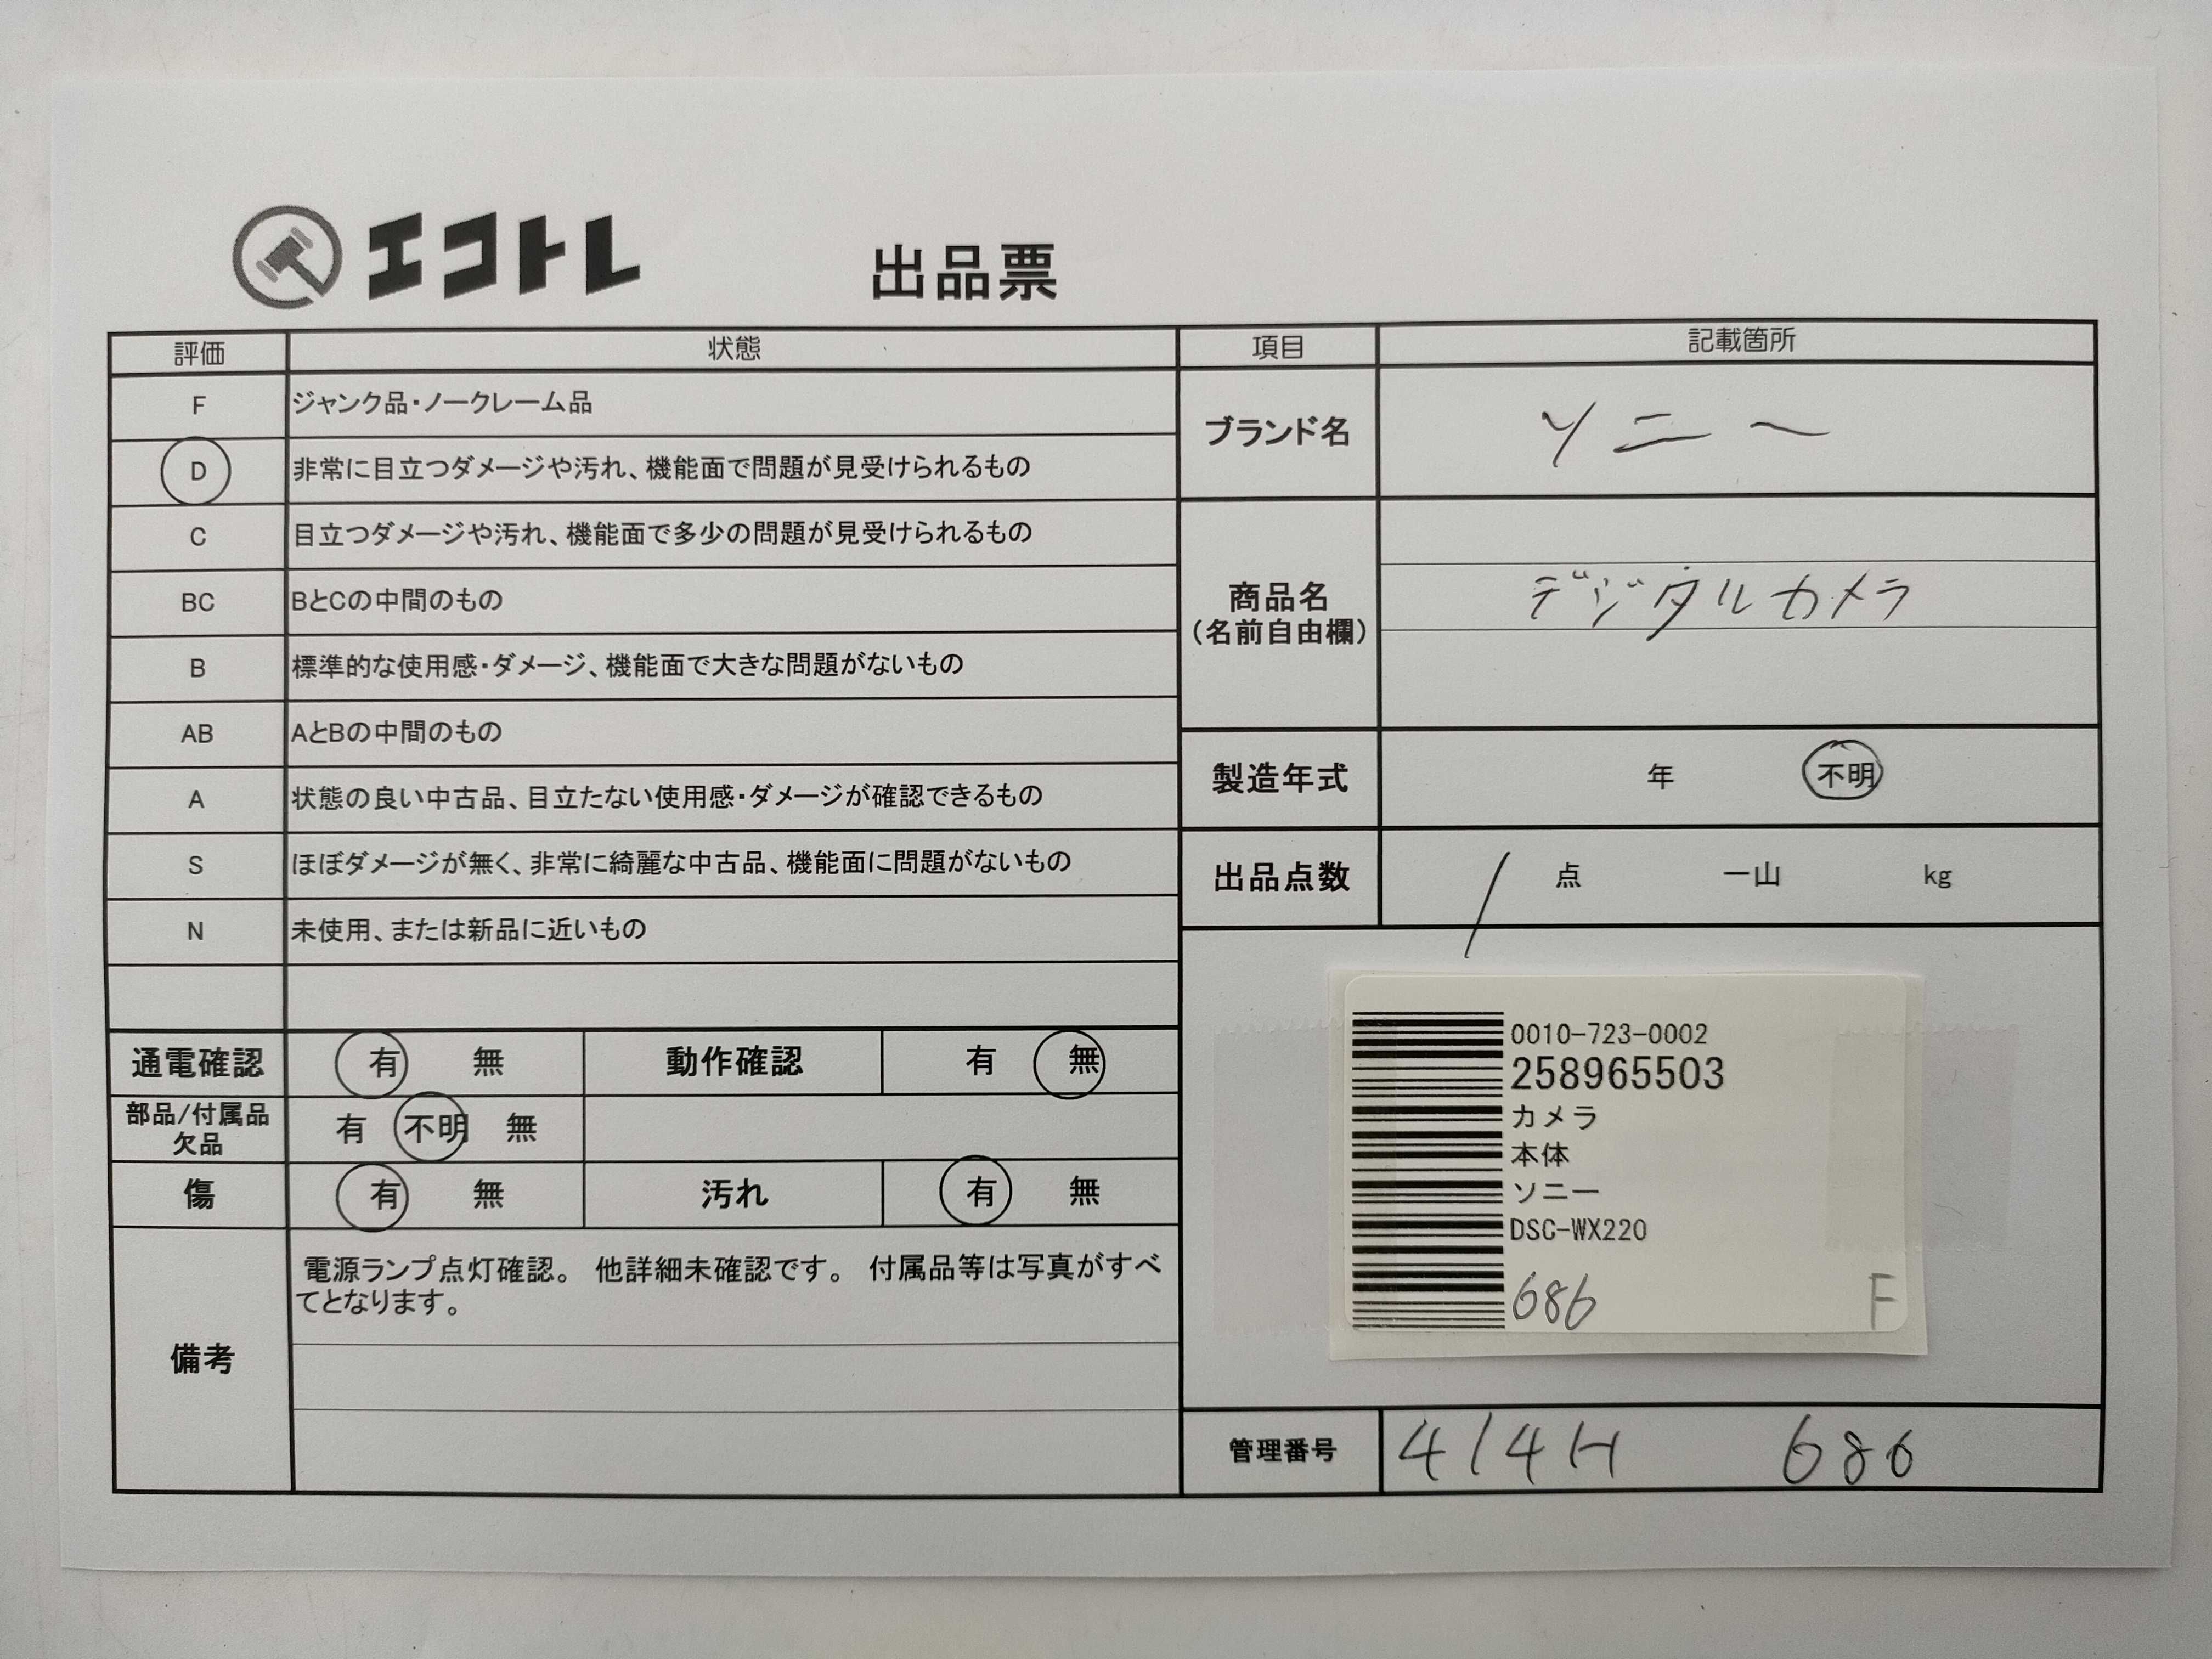 エコトレ
出品票
評価 状態
F ジャンク品・ノークレーム品
D 非常に目立つダメージや汚れ、機能面で問題が見受けられるもの
C 目立つダメージや汚れ、機能面で多少の問題が見受けられるもの
BC BとCの中間のもの
B 標準的な使用感・ダメージ、機能面で大きな問題がないもの
AB AとBの中間のもの
A 状態の良い中古品、目立たない使用感・ダメージが確認できるもの
S ほぼダメージが無く、非常に綺麗な中古品、機能面に問題がないもの
N 未使用、または新品に近いもの
通電確認 有 無 動作確認 有 無
部品/付属品
欠品
有 不明 無
傷 有 無 汚れ 有 無
備考
電源ランプ点灯確認。 他詳細未確認です。 付属品等は写真がすべ
てとなります。
項目 記載箇所
ブランド名 ソニー
商品名
(名前自由欄)
デジタルカメラ
製造年式 年 不明
出品点数 1 点 一山 kg
0010-723-0002
258965503
カメラ
本体
ソニー
DSC-WX220
686 F
管理番号 414H 686